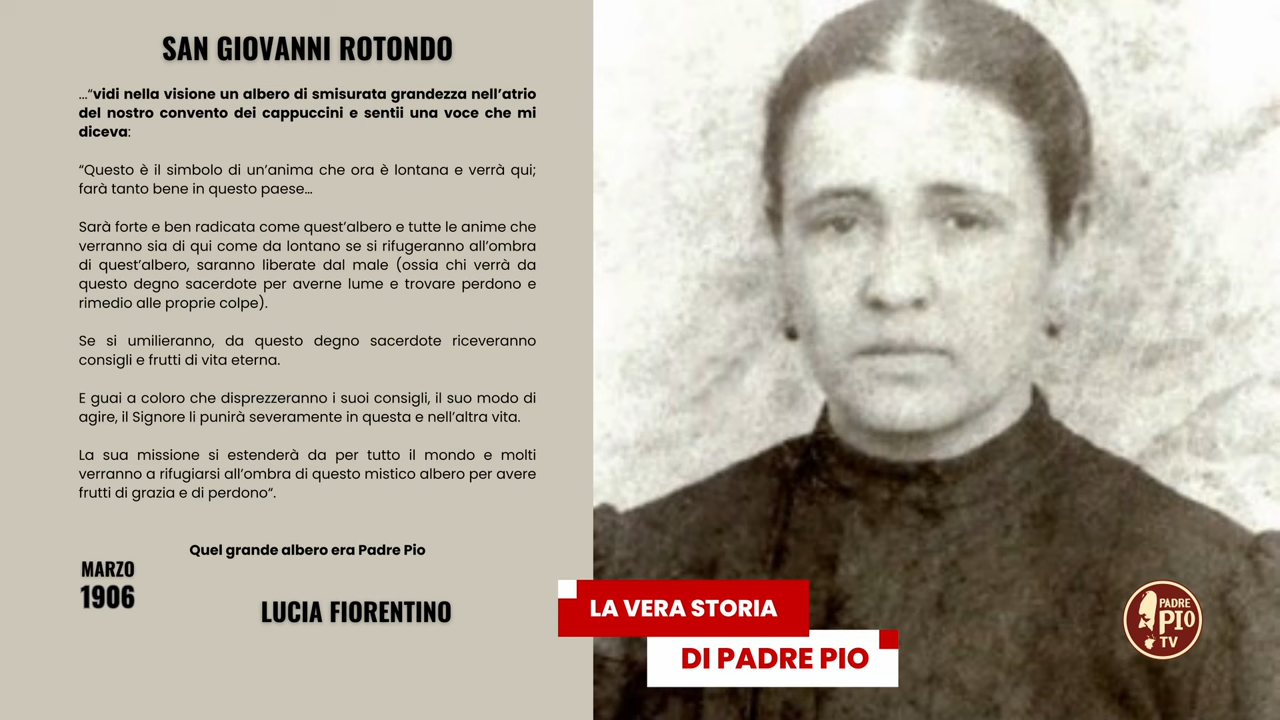 SAN GIOVANNI ROTONDO
…“vidi nella visione un albero di smisurata grandezza nell’atrio
del nostro convento dei cappuccini e sentii una voce che mi
diceva:
“Questo è il simbolo di un’anima che ora è lontana e verrà qui;
farà tanto bene in questo paese…
Sarà forte e ben radicata come quest’albero e tutte le anime che
verranno sia di qui come da lontano se si rifugeranno all’ombra
di quest’albero, saranno liberate dal male (ossia chi verrà da
questo degno sacerdote per averne lume e trovare perdono e
rimedio alle proprie colpe).
Se si umilieranno, da questo degno sacerdote riceveranno
consigli e frutti di vita eterna.
E guai a coloro che disprezzeranno i suoi consigli, il suo modo di
agire, il Signore li punirà severamente in questa e nell’altra vita.
La sua missione si estenderà da per tutto il mondo e molti
verranno a rifugiarsi all’ombra di questo mistico albero per avere
frutti di grazia e di perdono”.
Quel grande albero era Padre Pio
MARZO
1906
LUCIA FIORENTINO
LA VERA STORIA
DI PADRE PIO
PADRE
PIO
TV